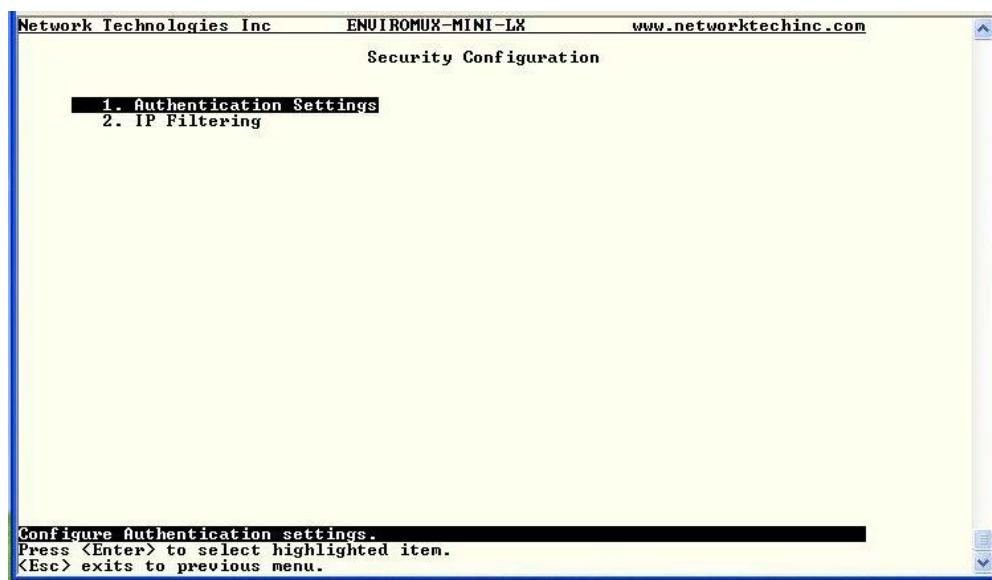 Network Technologies Inc ENVIROMUX-MINI-LX www.networktechinc.com
Security Configuration
1. Authentication Settings
2. IP Filtering
Configure Authentication settings.
Press <Enter> to select highlighted item.
<Esc> exits to previous menu.